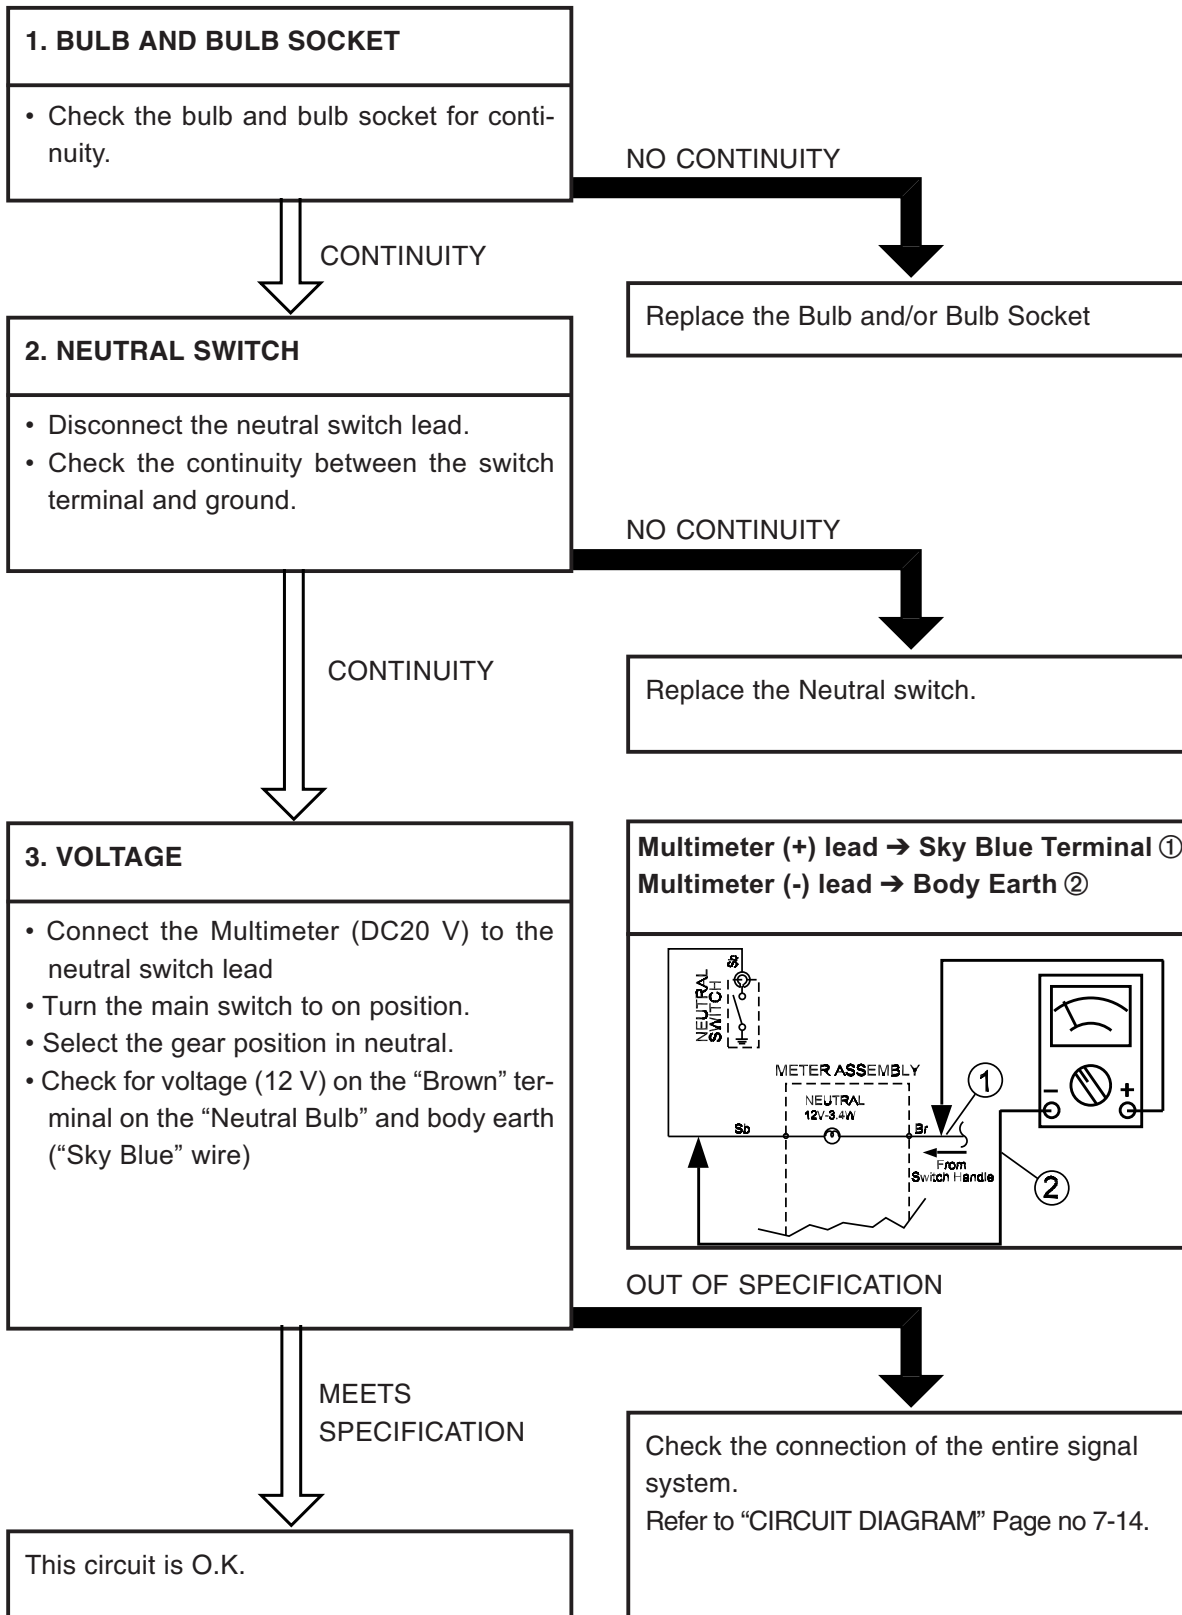 1. BULB AND BULB SOCKET
• Check the bulb and bulb socket for conti-
nuity.
NO CONTINUITY
CONTINUITY
Replace the Bulb and/or Bulb Socket
2. NEUTRAL SWITCH
• Disconnect the neutral switch lead.
• Check the continuity between the switch
terminal and ground.
NO CONTINUITY
CONTINUITY
Replace the Neutral switch.
3. VOLTAGE
• Connect the Multimeter (DC20 V) to the
neutral switch lead
• Turn the main switch to on position.
• Select the gear position in neutral.
• Check for voltage (12 V) on the “Brown” ter-
minal on the “Neutral Bulb” and body earth
(“Sky Blue” wire)
Multimeter (+) lead ➔ Sky Blue Terminal ①
Multimeter (-) lead ➔ Body Earth ②
Sb
NEUTRAL
SWITCH
METER ASSEMBLY
NEUTRAL
12V-3.4W
Sb
Br
1
From
Switch Handle
2
− +
OUT OF SPECIFICATION
MEETS
SPECIFICATION
Check the connection of the entire signal
system.
Refer to “CIRCUIT DIAGRAM” Page no 7-14.
This circuit is O.K.